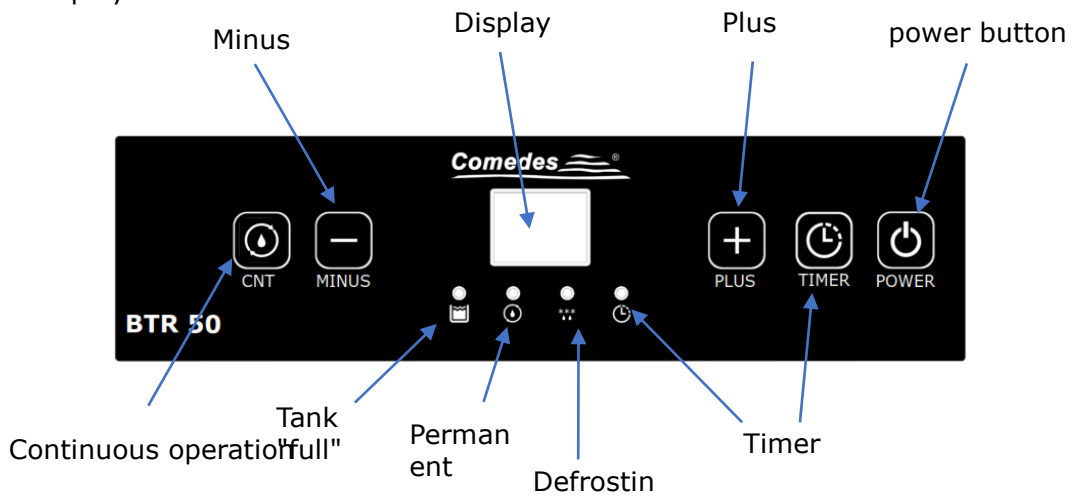 Minus
Display
Plus
power button
Comedes®
CNT
MINUS
PLUS
TIMER
POWER
BTR 50
Continuous operation
Tank
"full"
Perman
ent
Defrostin
Timer